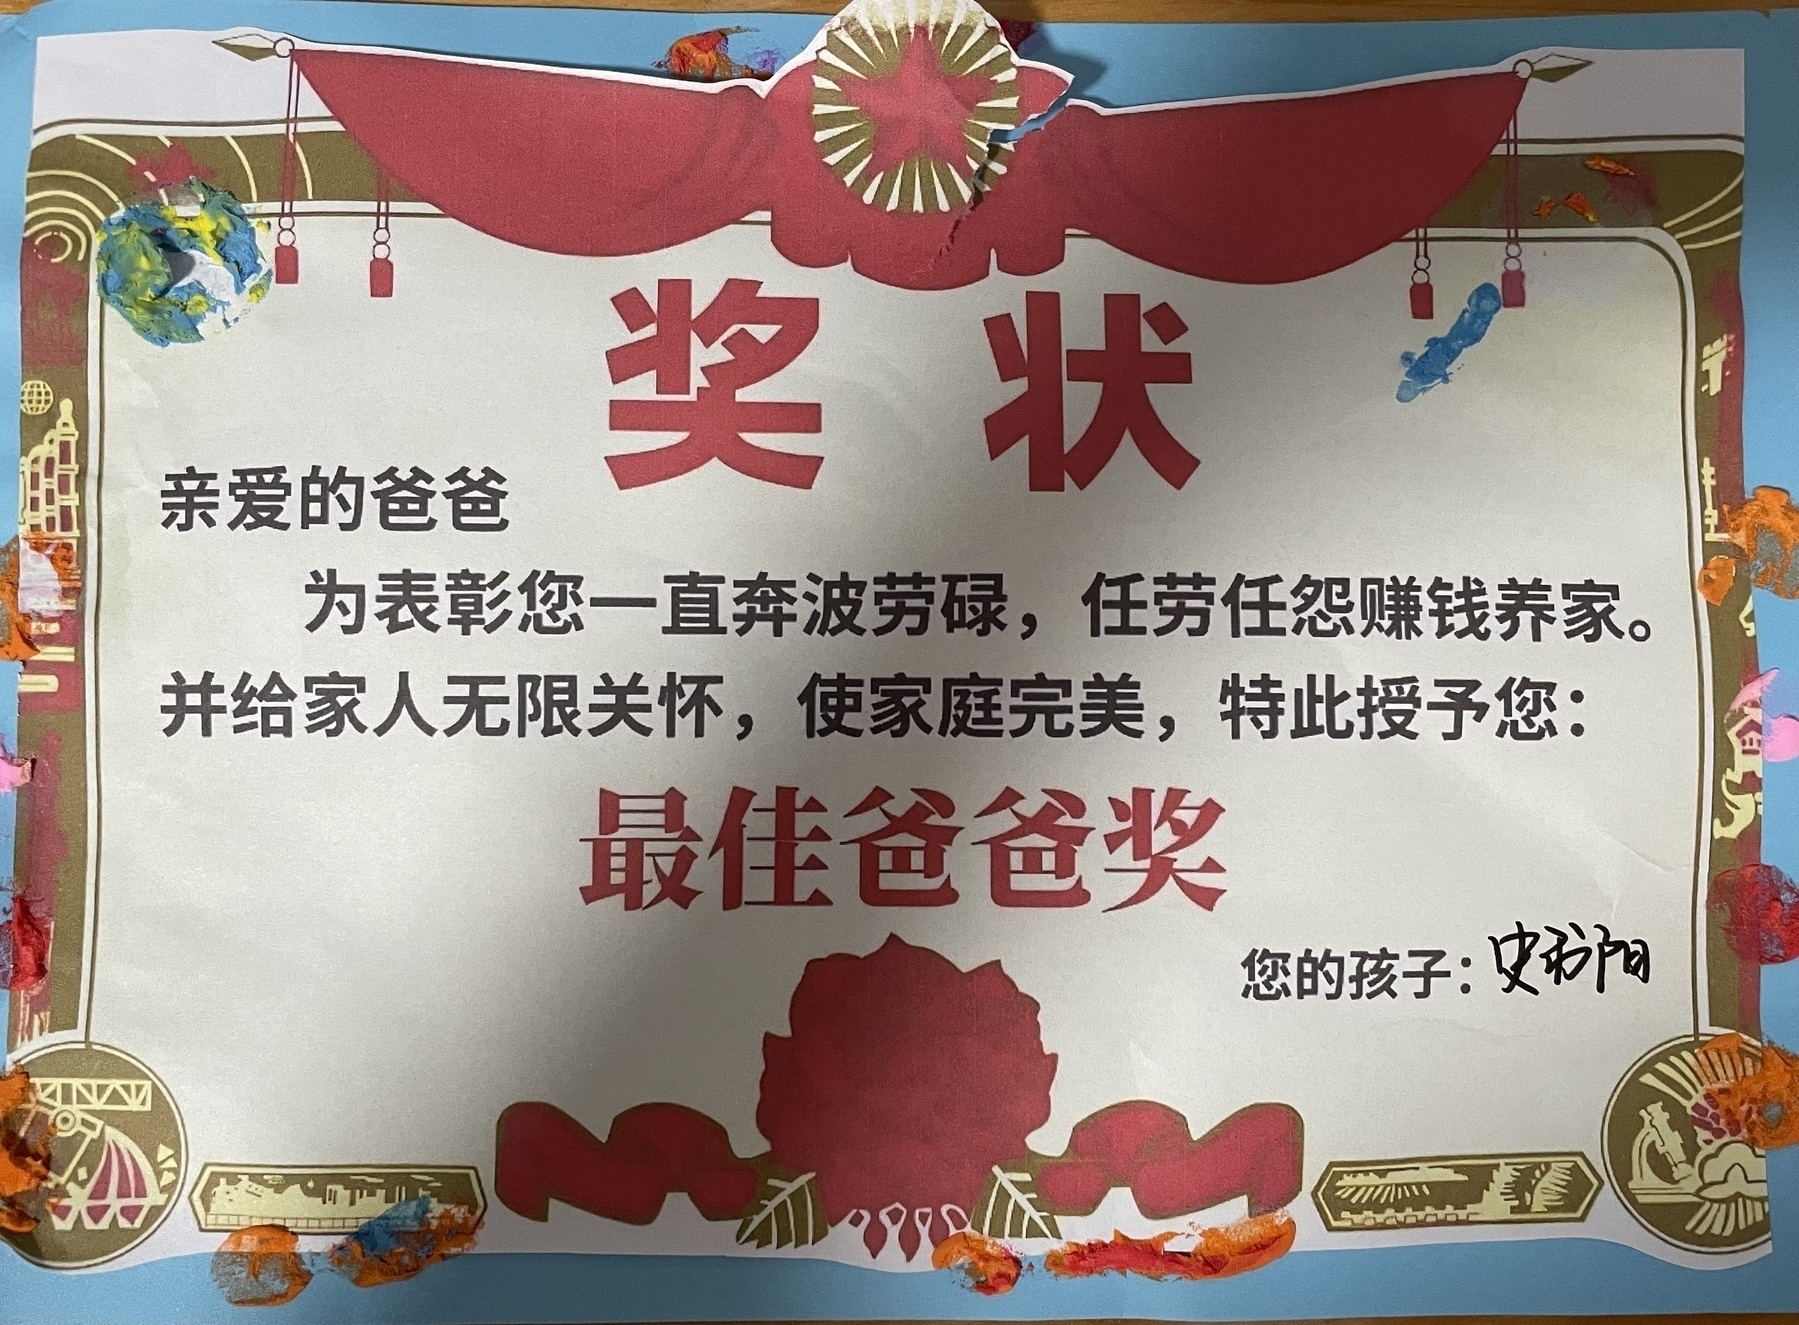 奖状
亲爱的爸爸
为表彰您一直奔波劳碌，任劳任怨赚钱养家。
并给家人无限关怀，使家庭完美，特此授予您：
最佳爸爸奖
您的孩子：史衫阳